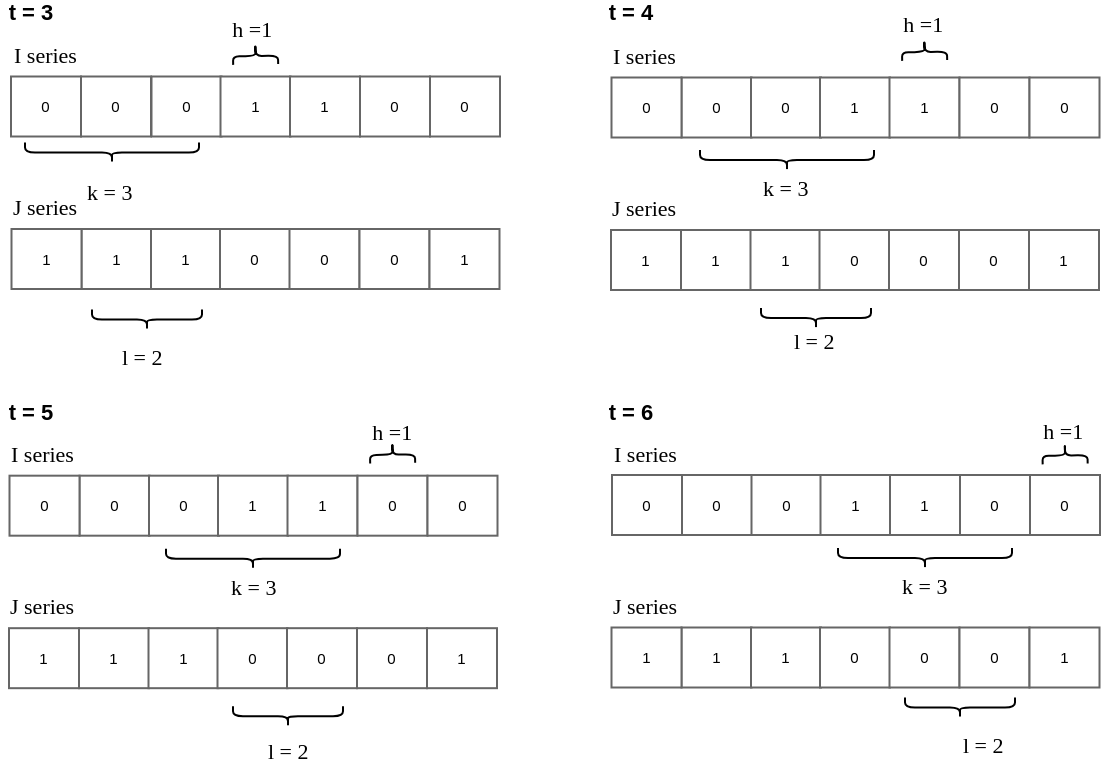 t = 3
h =1
I series
0 0 0 1 1 0 0
k = 3
J series
1 1 1 0 0 0 1
l = 2
t = 4
h =1
I series
0 0 0 1 1 0 0
k = 3
J series
1 1 1 0 0 0 1
l = 2
t = 5
h =1
I series
0 0 0 1 1 0 0
k = 3
J series
1 1 1 0 0 0 1
l = 2
t = 6
h =1
I series
0 0 0 1 1 0 0
k = 3
J series
1 1 1 0 0 0 1
l = 2